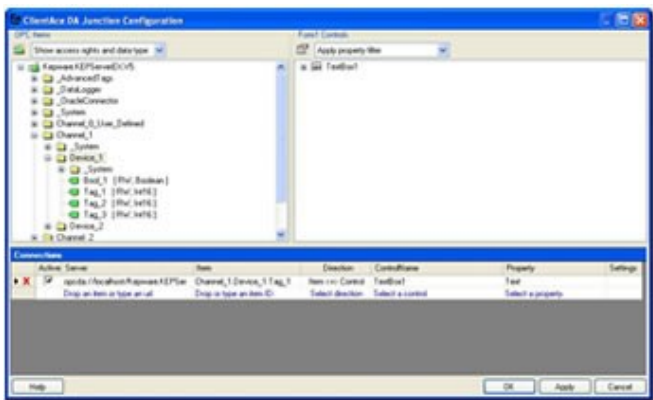 ClientAce DA Junction Configuration
OPC Items
Form1 Controls
Show access rights and data type
Apply property filter
Kepware.KEPServerEX.V5
TextBox1
_AdvancedTags
_DataLogger
_OracleConnector
_System
Channel_0_User_Defined
Channel_1
_System
Device_1
_System
Bool_1 [ RW, Boolean ]
Tag_1 [ RW, Int16 ]
Tag_2 [ RW, Int16 ]
Tag_3 [ RW, Int16 ]
Device_2
Channel 2
Connections
Active Server Item Direction ControlName Property Settings
opcda://localhost/Kepware.KEPSer Channel_1.Device_1.Tag_1 Item Control TextBox1 Text
Drop an item or type an url Drop or type an item ID Select direction Select a control Select a property
Help OK Apply Cancel